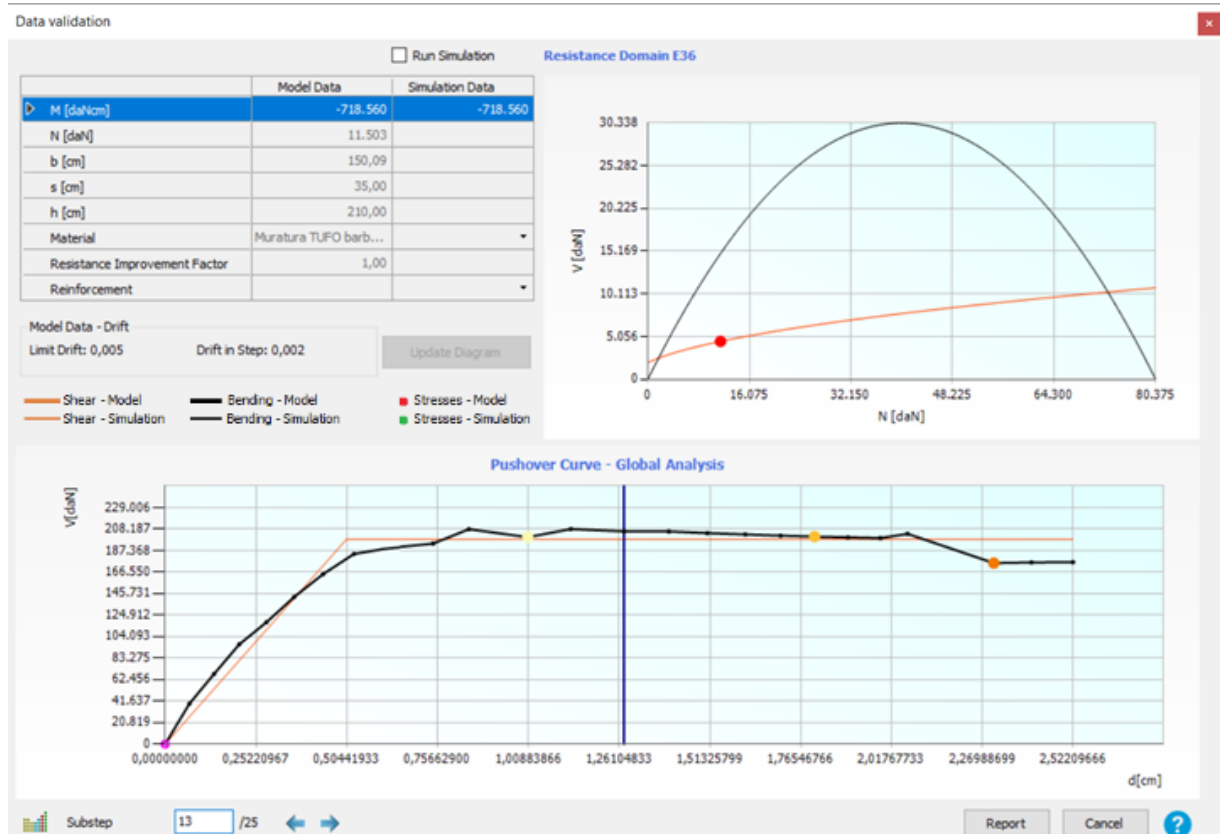 Data validation
Run Simulation
Resistance Domain E36
Model Data Simulation Data
M [daNcm] -718.560 -718.560
N [daN] 11.503
b [cm] 150,09
s [cm] 35,00
h [cm] 210,00
Material Muratura TUFO barb...
Resistance Improvement Factor 1,00
Reinforcement
Model Data - Drift
Limit Drift: 0,005 Drift in Step: 0,002
Update Diagram
Shear - Model Bending - Model Stresses - Model
Shear - Simulation Bending - Simulation Stresses - Simulation
V [daN]
30.338
25.282
20.225
15.169
10.113
5.056
0
0 16.075 32.150 48.225 64.300 80.375
N [daN]
Pushover Curve - Global Analysis
V[daN]
229.006
208.187
187.368
166.550
145.731
124.912
104.093
83.275
62.456
41.637
20.819
0
0,00000000 0,25220967 0,50441933 0,75662900 1,00883866 1,26104833 1,51325799 1,76546766 2,01767733 2,26988699 2,52209666
d[cm]
Substep 13 /25
Report Cancel ?